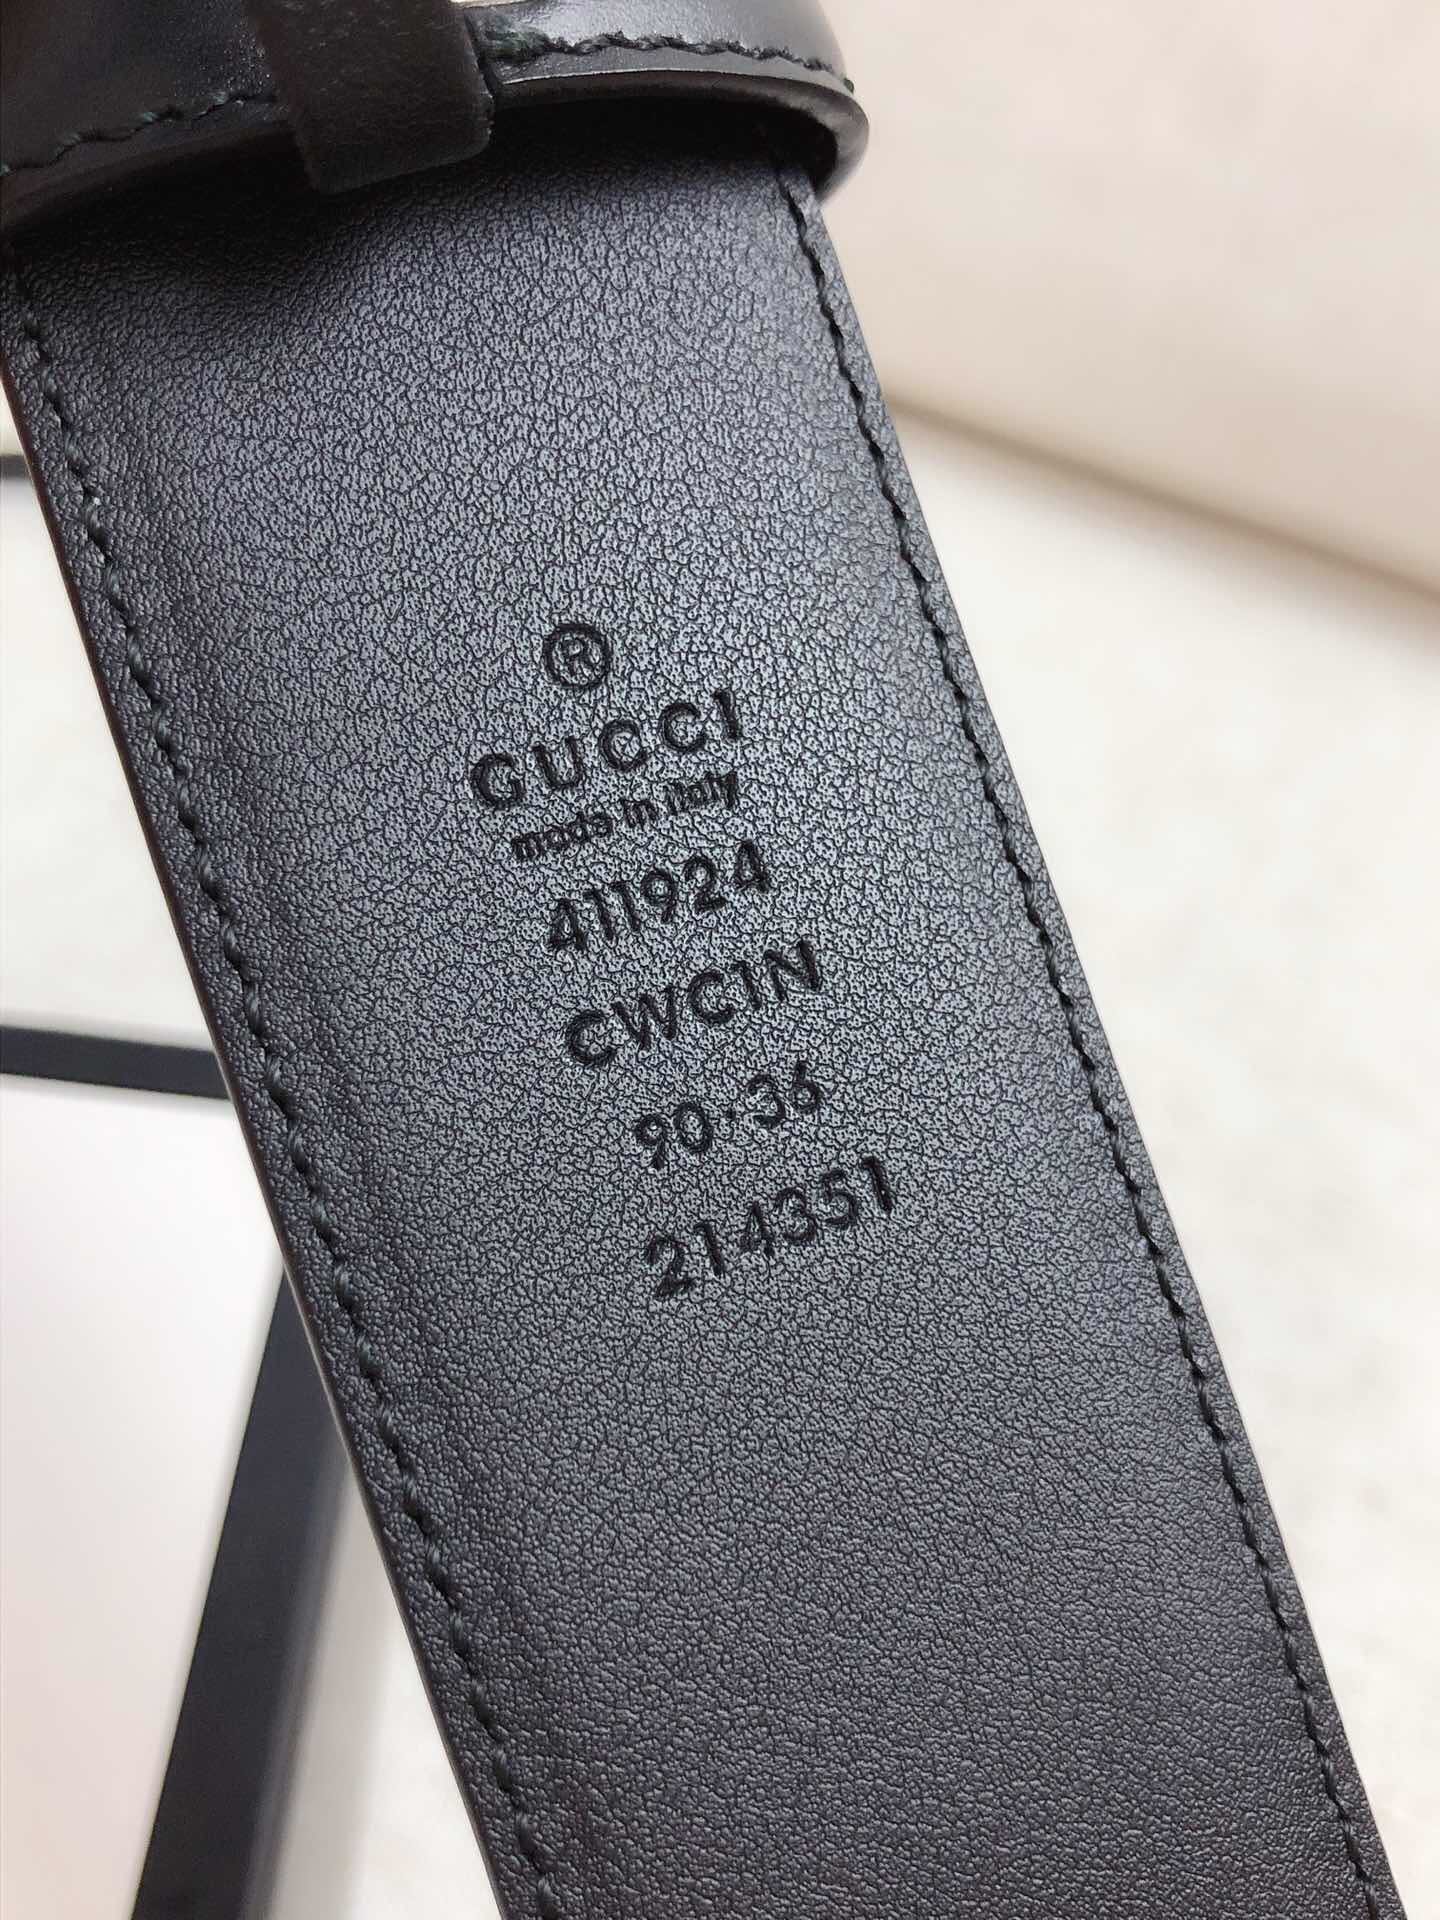 ®
GUCCI
made in italy
411924
CWC1N
90·36
214351